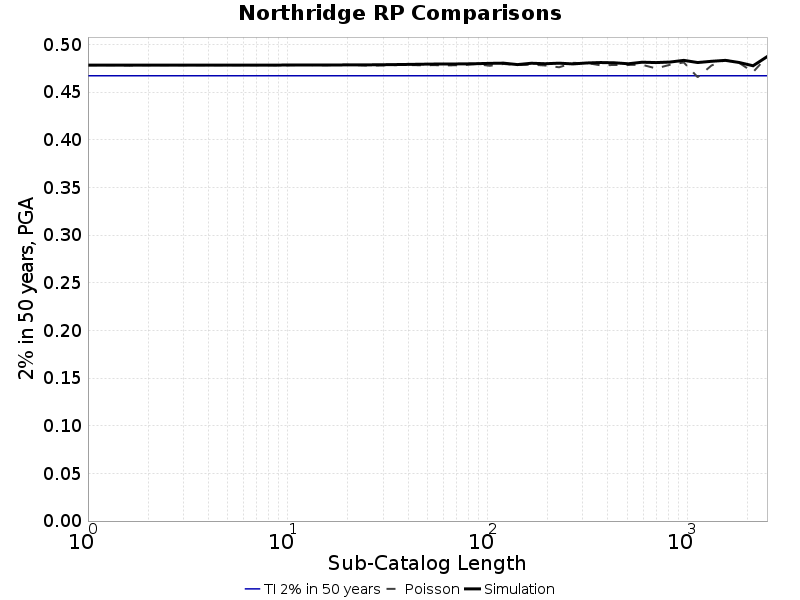 Northridge RP Comparisons
2% in 50 years, PGA
0.50
0.45
0.40
0.35
0.30
0.25
0.20
0.15
0.10
0.05
0.00
10^0 10^1 10^2 10^3
Sub-Catalog Length
TI 2% in 50 years Poisson Simulation